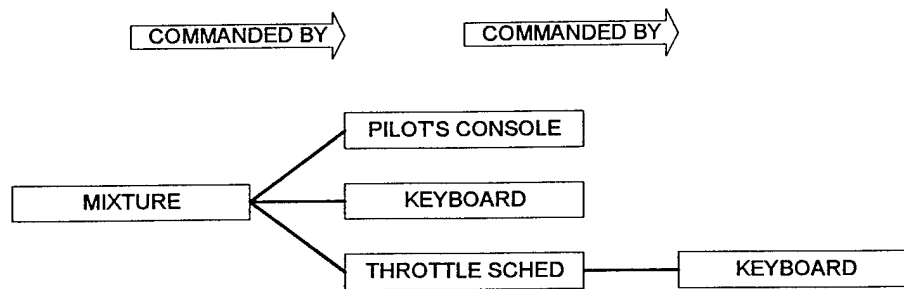 COMMANDED BY
COMMANDED BY
PILOT'S CONSOLE
MIXTURE
KEYBOARD
THROTTLE SCHED
KEYBOARD